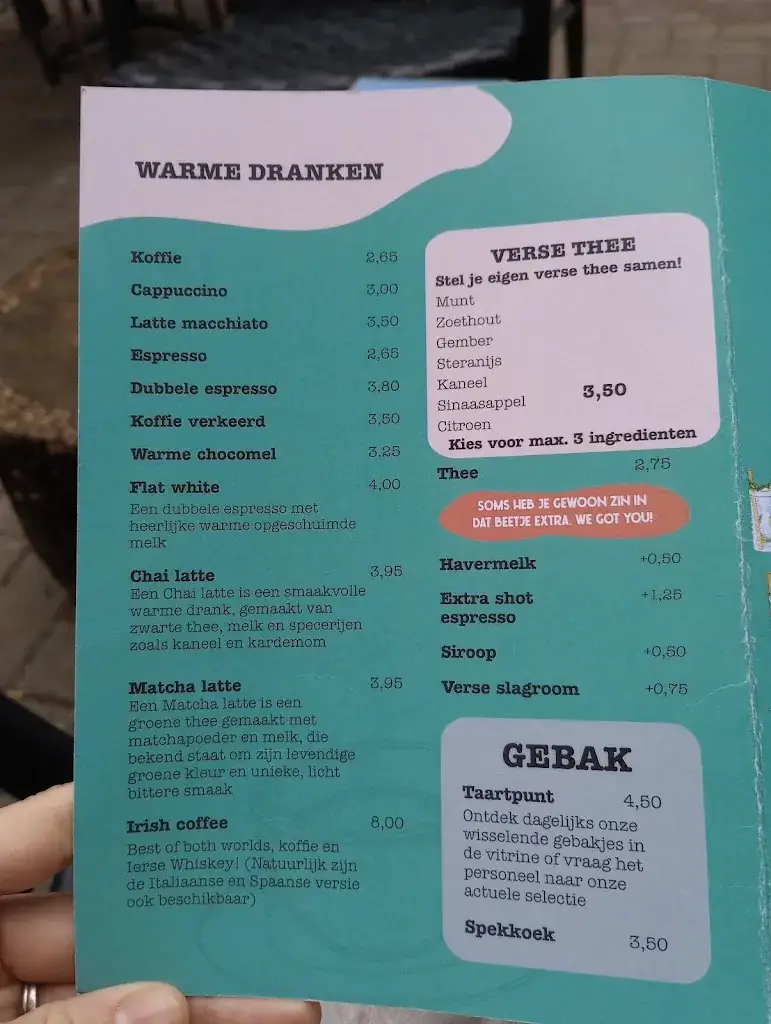 WARME DRANKEN
Koffie 2,65
Cappuccino 3,00
Latte macchiato 3,50
Espresso 2,65
Dubbele espresso 3,80
Koffie verkeerd 3,50
Warme chocomel 3,25
Flat white 4,00
Een dubbele espresso met
heerlijke warme opgeschuimde
melk
Chai latte 3,95
Een Chai latte is een smaakvolle
warme drank, gemaakt van
zwarte thee, melk en specerijen
zoals kaneel en kardemom
Matcha latte 3,95
Een Matcha latte is een
groene thee gemaakt met
matchapoeder en melk, die
bekend staat om zijn levendige
groene kleur en unieke, licht
bittere smaak
Irish coffee 8,00
Best of both worlds, koffie en
Ierse Whiskey! (Natuurlijk zijn
de Italiaanse en Spaanse versie
ook beschikbaar)
VERSE THEE
Stel je eigen verse thee samen!
Munt
Zoethout
Gember
Steranijs
Kaneel 3,50
Sinaasappel
Citroen
Kies voor max. 3 ingredienten
Thee 2,75
SOMS HEB JE GEWOON ZIN IN
DAT BEETJE EXTRA. WE GOT YOU!
Havermelk +0,50
Extra shot +1,25
espresso
Siroop +0,50
Verse slagroom +0,75
GEBAK
Taartpunt 4,50
Ontdek dagelijks onze
wisselende gebakjes in
de vitrine of vraag het
personeel naar onze
actuele selectie
Spekkoek 3,50